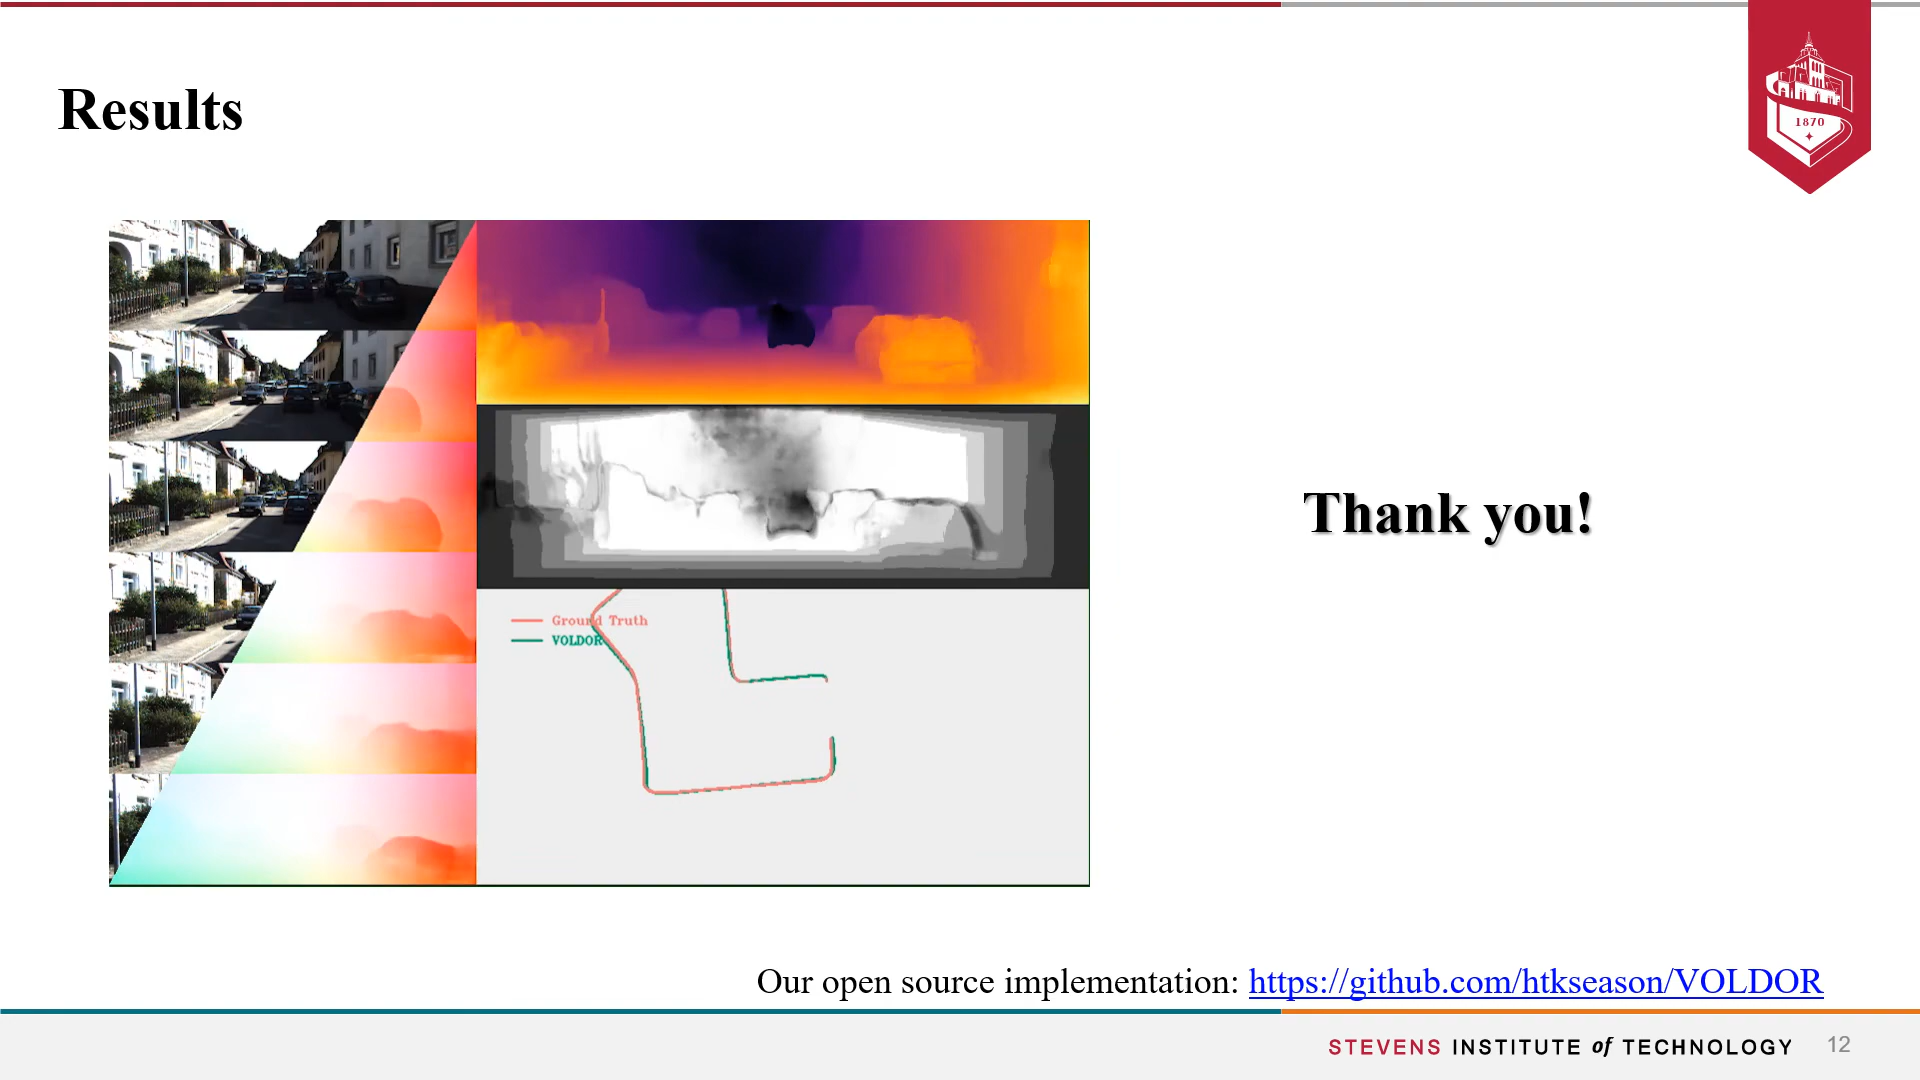 Results
1870
Ground Truth
VOLDOR
Thank you!
Our open source implementation: https://github.com/htkseason/VOLDOR
STEVENS INSTITUTE of TECHNOLOGY 12